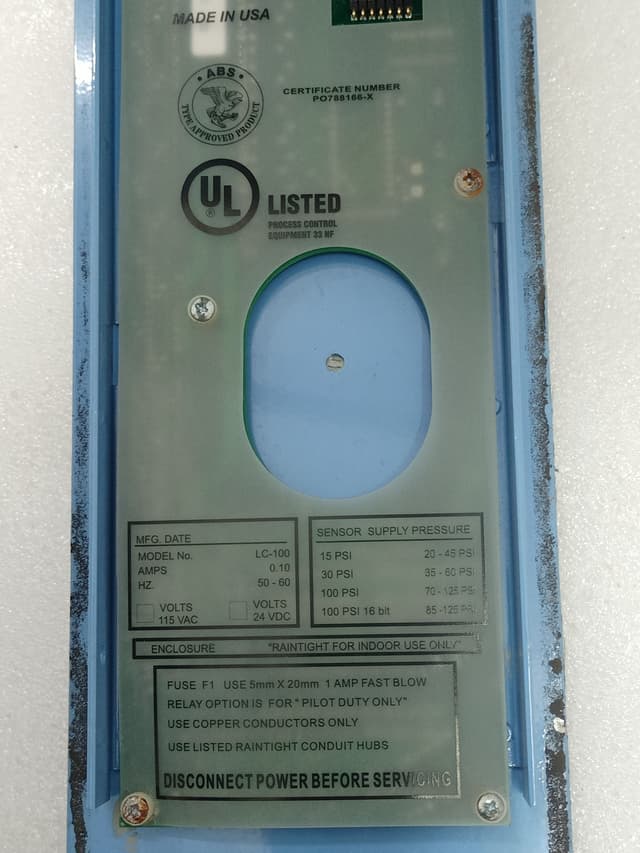 MADE IN USA
• ABS •
TYPE APPROVED PRODUCT
CERTIFICATE NUMBER
PO788166-X
UL
®
LISTED
PROCESS CONTROL
EQUIPMENT 33 NF
MFG. DATE
MODEL No. LC-100
AMPS 0.10
HZ. 50 - 60
VOLTS 115 VAC
VOLTS 24 VDC
SENSOR SUPPLY PRESSURE
15 PSI 20 - 45 PSI
30 PSI 35 - 60 PSI
100 PSI 70 - 125 PSI
100 PSI 16 bit 85 -125 PSI
ENCLOSURE "RAINTIGHT FOR INDOOR USE ONLY"
FUSE F1 USE 5mm X 20mm 1 AMP FAST BLOW
RELAY OPTION IS FOR " PILOT DUTY ONLY"
USE COPPER CONDUCTORS ONLY
USE LISTED RAINTIGHT CONDUIT HUBS
DISCONNECT POWER BEFORE SERVICING